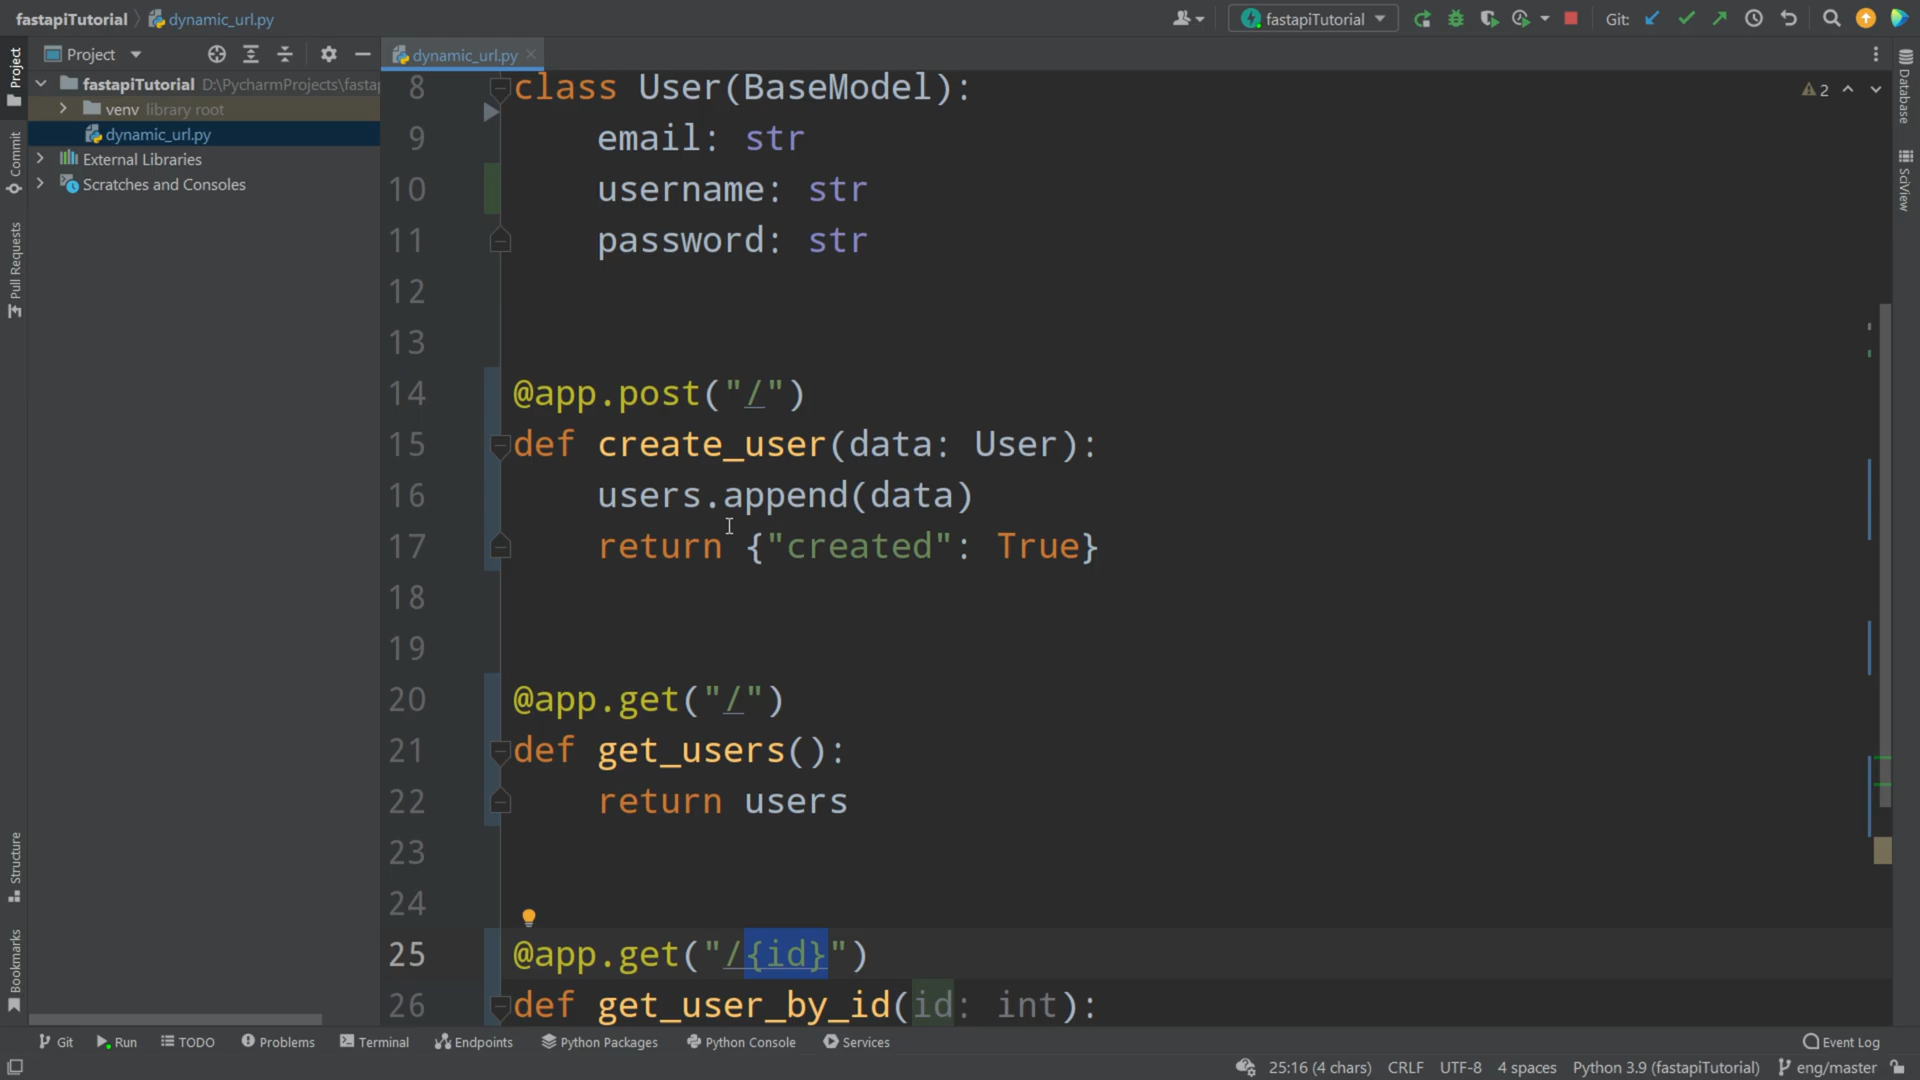 fastapiTutorial dynamic_url.py
fastapiTutorial Git:
Project
dynamic_url.py
fastapiTutorial D:\PycharmProjects\fasta
venv library root
dynamic_url.py
External Libraries
Scratches and Consoles
Project
Commit
Pull Requests
Structure
Bookmarks
8 class User(BaseModel):
9 email: str
10 username: str
11 password: str
12
13
14 @app.post("/")
15 def create_user(data: User):
16 users.append(data)
17 return {"created": True}
18
19
20 @app.get("/")
21 def get_users():
22 return users
23
24
25 @app.get("/{id}")
26 def get_user_by_id(id: int):
2
Database
SciView
Git Run TODO Problems Terminal Endpoints Python Packages Python Console Services Event Log
25:16 (4 chars) CRLF UTF-8 4 spaces Python 3.9 (fastapiTutorial) eng/master